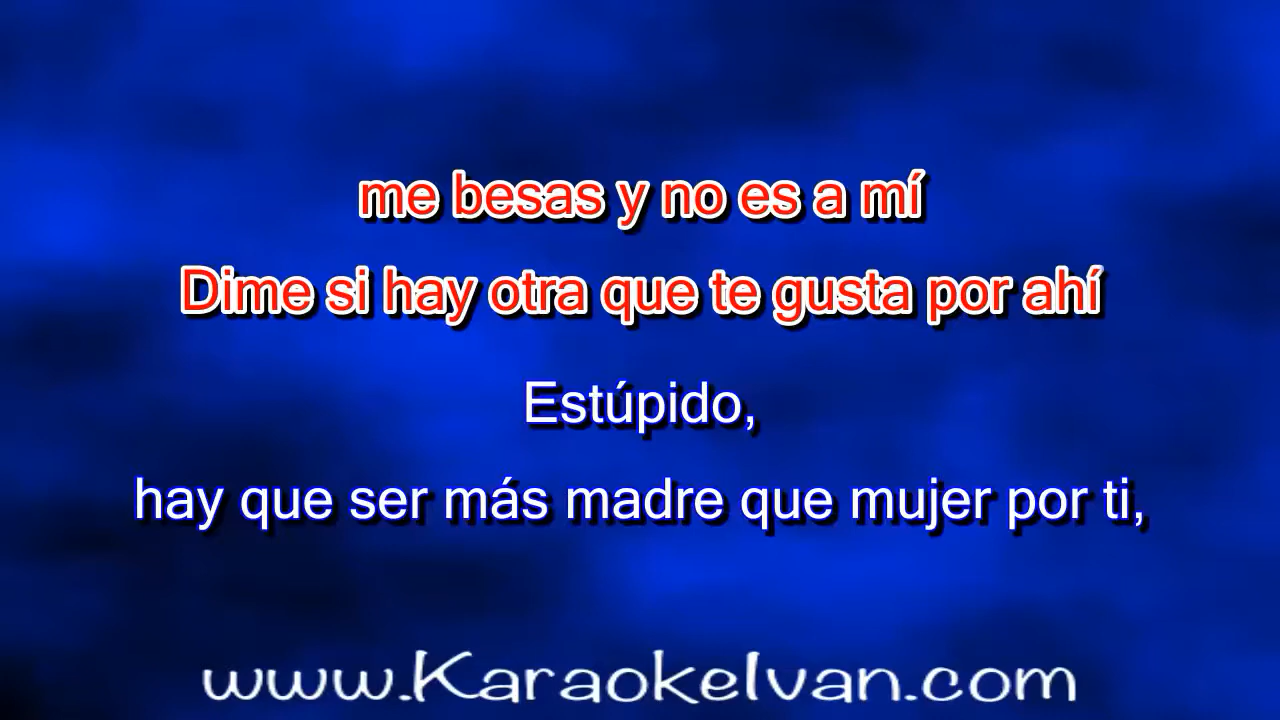 me besas y no es a mí
Dime si hay otra que te gusta por ahí
Estúpido,
hay que ser más madre que mujer por ti,
www.KaraokeIvan.com